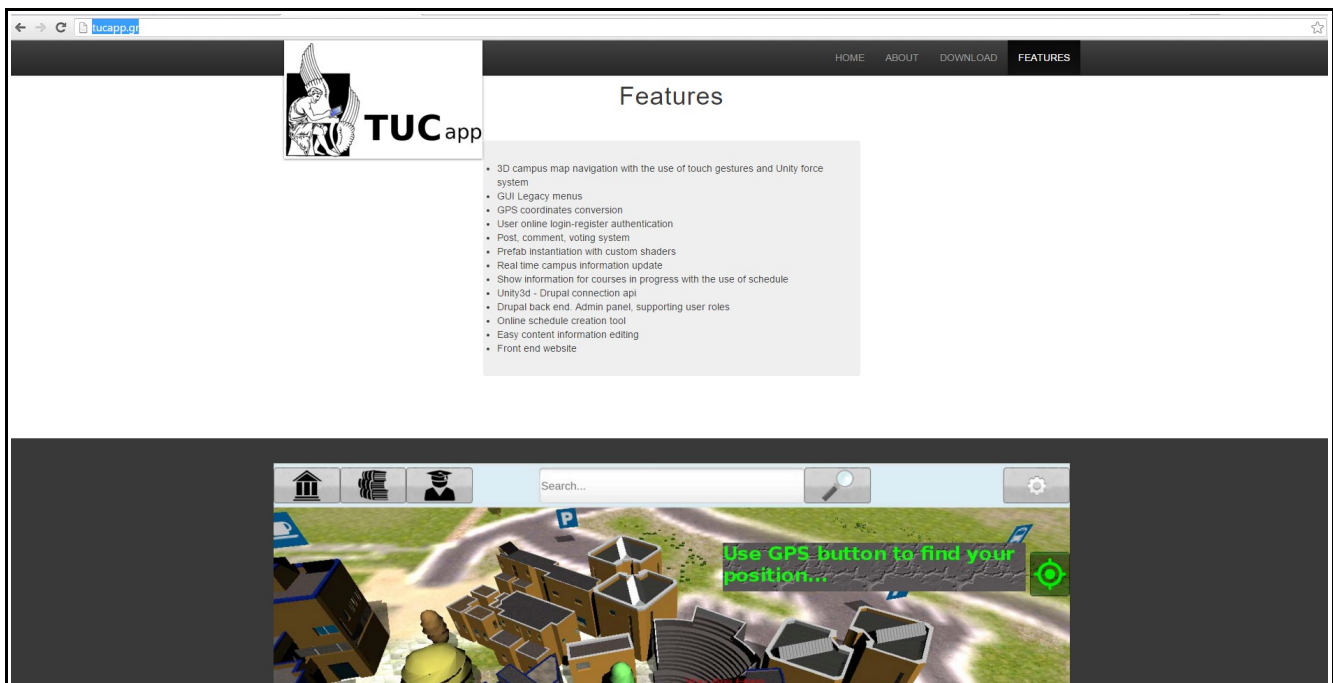 tucapp.gr
HOME ABOUT DOWNLOAD FEATURES
TUCapp
Features
3D campus map navigation with the use of touch gestures and Unity force
system
GUI Legacy menus
GPS coordinates conversion
User online login-register authentication
Post, comment, voting system
Prefab instantiation with custom shaders
Real time campus information update
Show information for courses in progress with the use of schedule
Unity3d - Drupal connection api
Drupal back end. Admin panel, supporting user roles
Online schedule creation tool
Easy content information editing
Front end website
Search...
P
Use GPS button to find your
position...